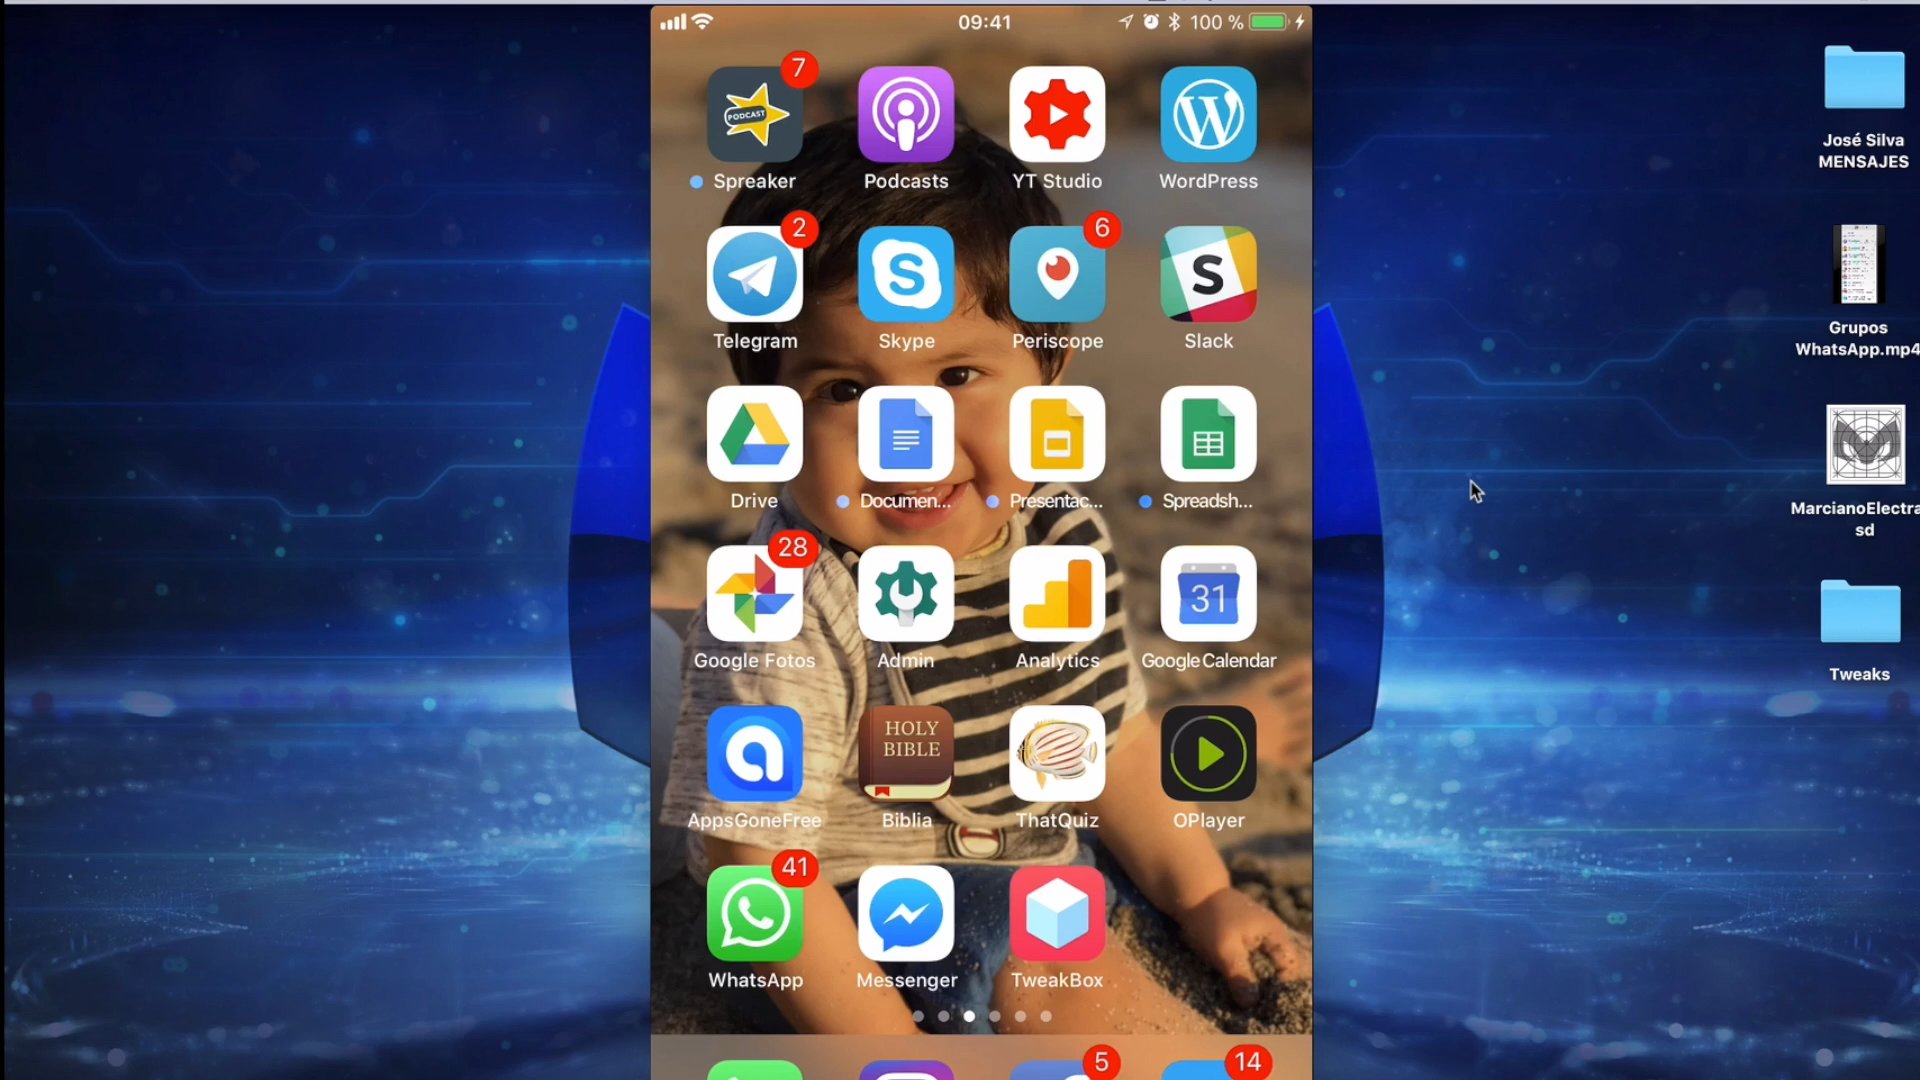 09:41
100 %
7
PODCAST
Spreaker
Podcasts
YT Studio
WordPress
2
6
S
S
Telegram
Skype
Periscope
Slack
Drive
Documen...
Presentac...
Spreadsh...
28
31
Google Fotos
Admin
Analytics
Google Calendar
HOLY
BIBLE
AppsGoneFree
Biblia
ThatQuiz
OPlayer
41
WhatsApp
Messenger
TweakBox
5
14
José Silva
MENSAJES
Grupos
WhatsApp.mp4
MarcianoElectra
sd
Tweaks